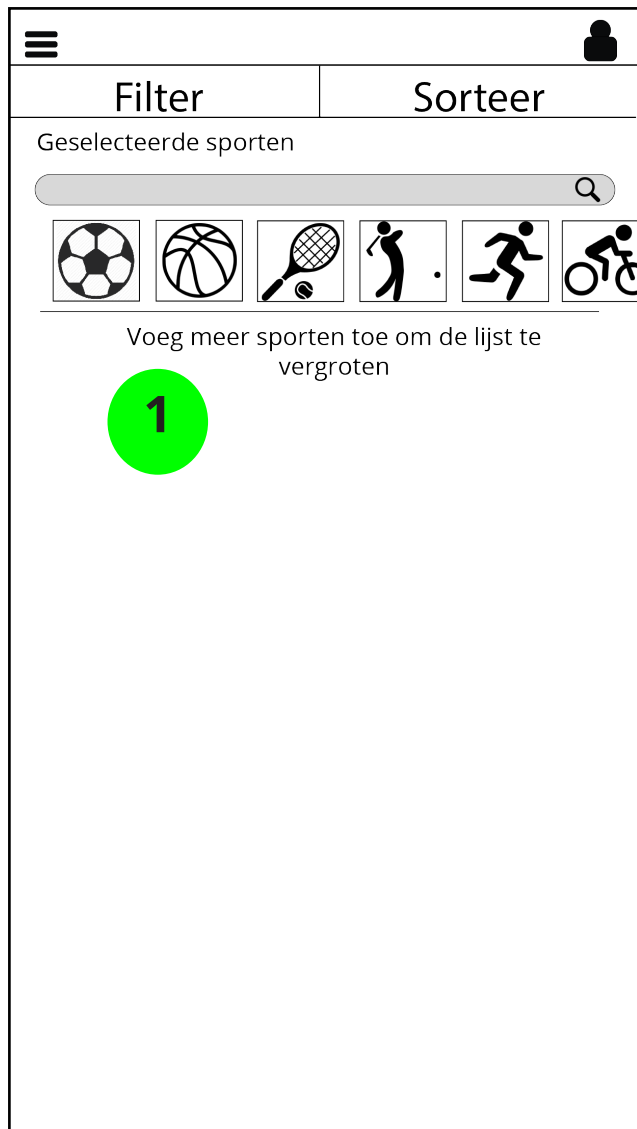 Filter
Sorteer
Geselecteerde sporten
Voeg meer sporten toe om de lijst te
vergroten
1